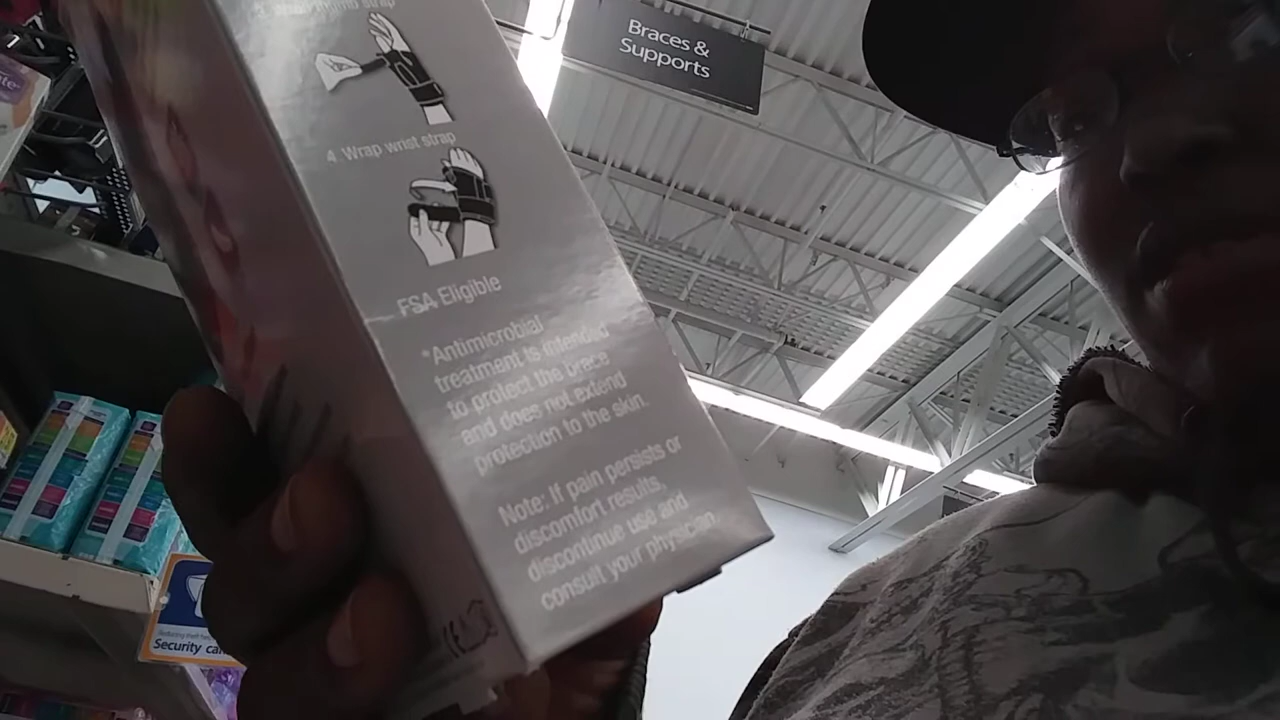 Braces &
Supports
thumb strap
4 Wrap wrist strap
FSA Eligible
*Antimicrobial
treatment is intended
to protect the brace
and does not extend
protection to the skin.
Note: If pain persists or
discomfort results,
discontinue use and
consult your physician.
Security